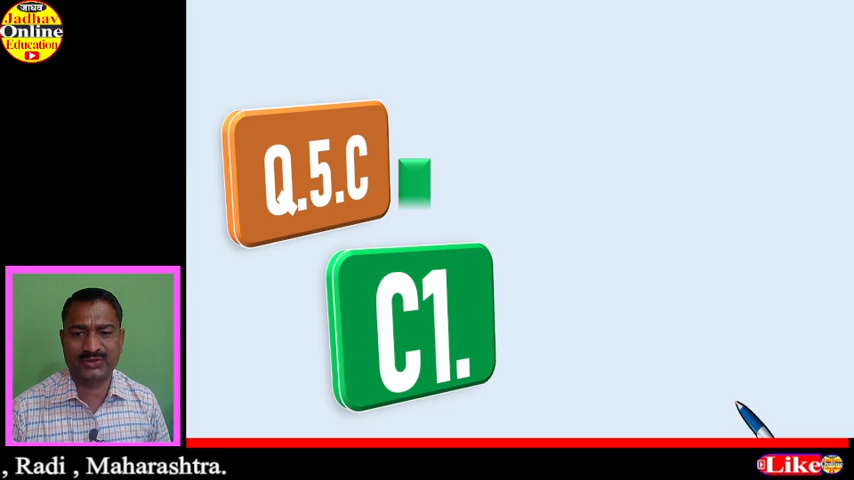 जाधव
Jadhav
Online
Education
Q.5.C
C1.
, Radi , Maharashtra.
Like